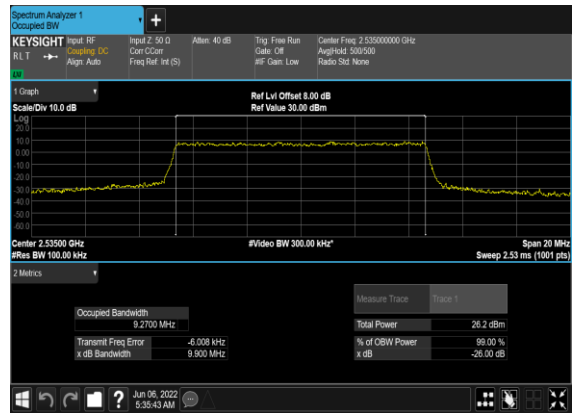 Spectrum Analyzer 1
Occupied BW
+
KEYSIGHT
RLT
Input: RF
Coupling: DC
Align: Auto
Input Z: 50 Ω
Corr CCorr
Freq Ref: Int (S)
Atten: 40 dB
Trig: Free Run
Gate: Off
#IF Gain: Low
Center Freq: 2.535000000 GHz
Avg|Hold: 500/500
Radio Std: None
1 Graph
Scale/Div 10.0 dB
Ref Lvl Offset 8.00 dB
Ref Value 30.00 dBm
Log
20.0
10.0
0.00
-10.0
-20.0
-30.0
-40.0
-50.0
-60.0
Center 2.53500 GHz
#Res BW 100.00 kHz
#Video BW 300.00 kHz*
Span 20 MHz
Sweep 2.53 ms (1001 pts)
2 Metrics
Measure Trace
Trace 1
Occupied Bandwidth
9.2700 MHz
Total Power
26.2 dBm
Transmit Freq Error
-6.008 kHz
% of OBW Power
99.00 %
x dB Bandwidth
9.900 MHz
x dB
-26.00 dB
?
Jun 06, 2022
5:35:43 AM